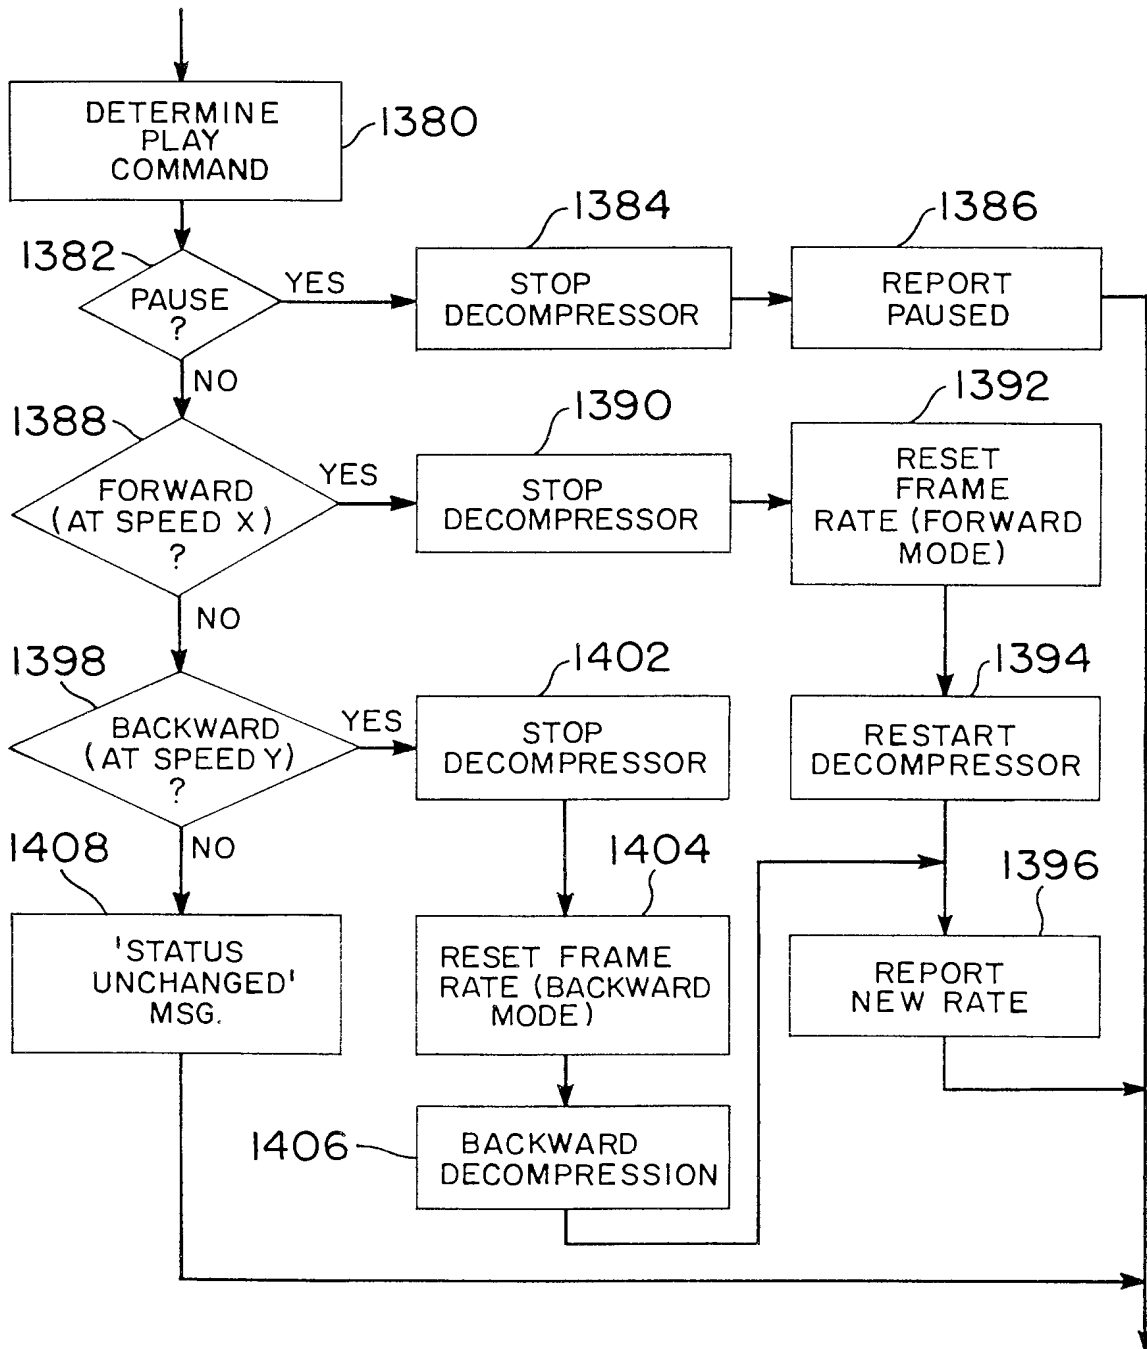 DETERMINE
PLAY
COMMAND
1380
1382
PAUSE
?
YES
NO
1384
STOP
DECOMPRESSOR
1386
REPORT
PAUSED
1388
FORWARD
(AT SPEED X)
?
YES
NO
1390
STOP
DECOMPRESSOR
1392
RESET
FRAME
RATE (FORWARD
MODE)
1394
RESTART
DECOMPRESSOR
1396
REPORT
NEW RATE
1398
BACKWARD
(AT SPEED Y)
?
YES
NO
1402
STOP
DECOMPRESSOR
1404
RESET FRAME
RATE (BACKWARD
MODE)
1406
BACKWARD
DECOMPRESSION
1408
'STATUS
UNCHANGED'
MSG.